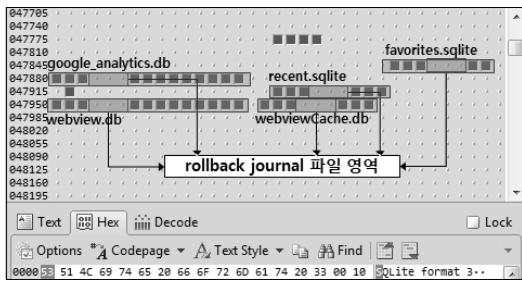 047705
047740
047775
047810
favorites.sqlite
047845
google_analytics.db
047880
recent.sqlite
047915
047950
047985
webview.db
webviewCache.db
048020
048055
048090
rollback journal 파일 영역
048125
048160
048195
Text Hex Decode Lock
Options Codepage Text Style Find
0000 53 51 4C 69 74 65 20 66 6F 72 6D 61 74 20 33 00 10 SQLite format 3··